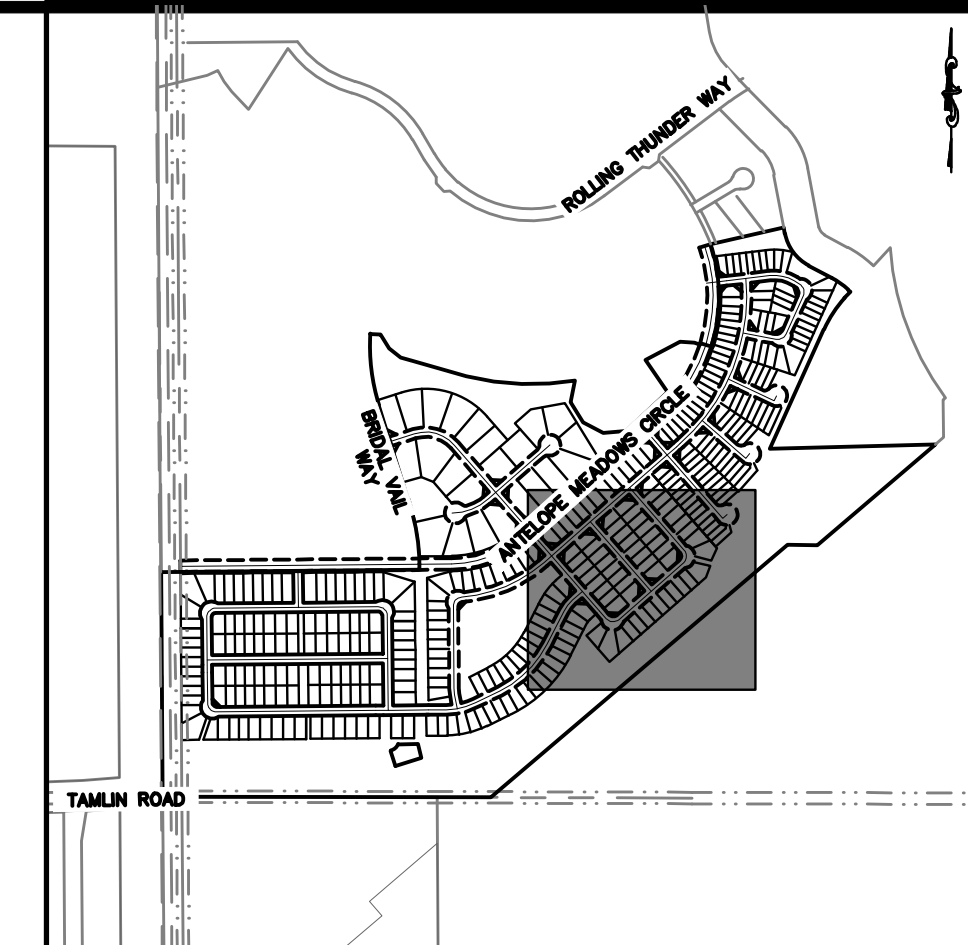 ROLLING THUNDER WAY
BRIDAL VAIL
WAY
ANTELOPE MEADOWS CIRCLE
TAMLIN ROAD